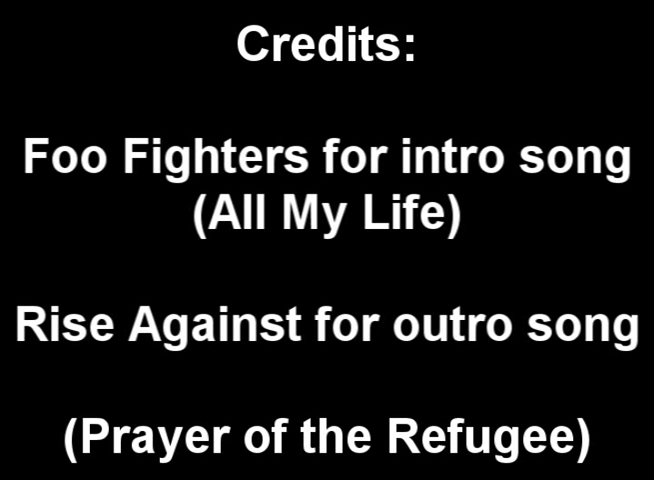 Credits:
Foo Fighters for intro song
(All My Life)
Rise Against for outro song
(Prayer of the Refugee)